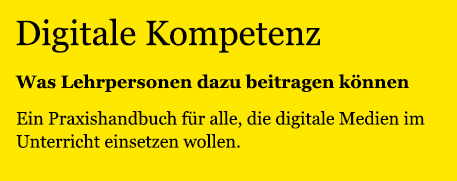 Digitale Kompetenz
Was Lehrpersonen dazu beitragen können
Ein Praxishandbuch für alle, die digitale Medien im
Unterricht einsetzen wollen.